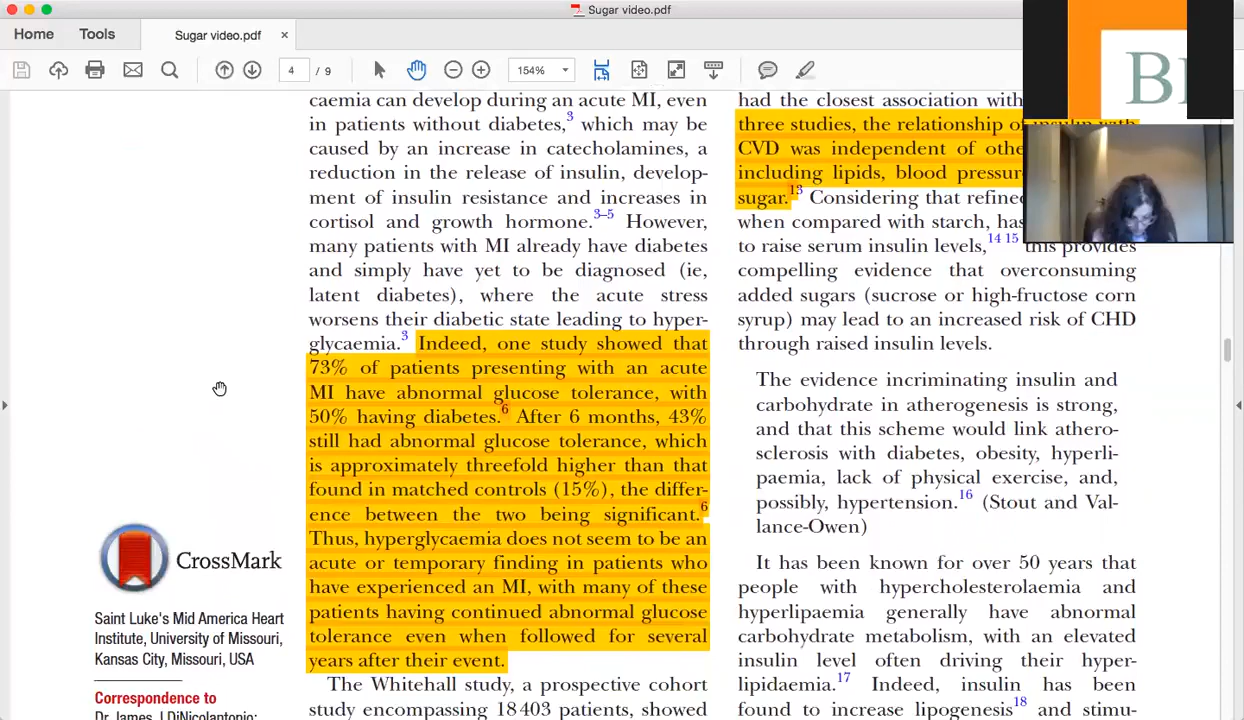 Sugar video.pdf
Home
Tools
Sugar video.pdf
4
/ 9
154%
B
caemia can develop during an acute MI, even
in patients without diabetes,3 which may be
caused by an increase in catecholamines, a
reduction in the release of insulin, develop-
ment of insulin resistance and increases in
cortisol and growth hormone.3–5 However,
many patients with MI already have diabetes
and simply have yet to be diagnosed (ie,
latent diabetes), where the acute stress
worsens their diabetic state leading to hyper-
glycaemia.3 Indeed, one study showed that
73% of patients presenting with an acute
MI have abnormal glucose tolerance, with
50% having diabetes.6 After 6 months, 43%
still had abnormal glucose tolerance, which
is approximately threefold higher than that
found in matched controls (15%), the differ-
ence between the two being significant.6
Thus, hyperglycaemia does not seem to be an
acute or temporary finding in patients who
have experienced an MI, with many of these
patients having continued abnormal glucose
tolerance even when followed for several
years after their event.
The Whitehall study, a prospective cohort
study encompassing 18 403 patients, showed
had the closest association with
three studies, the relationship of insulin with
CVD was independent of
including lipids, blood
sugar.13 Considering that
when compared with starch, has
to raise serum insulin levels,14 15 this provides
compelling evidence that overconsuming
added sugars (sucrose or high-fructose corn
syrup) may lead to an increased risk of CHD
through raised insulin levels.
The evidence incriminating insulin and
carbohydrate in atherogenesis is strong,
and that this scheme would link athero-
sclerosis with diabetes, obesity, hyperli-
paemia, lack of physical exercise, and,
possibly, hypertension.16 (Stout and Val-
lance-Owen)
It has been known for over 50 years that
people with hypercholesterolaemia and
hyperlipaemia generally have abnormal
carbohydrate metabolism, with an elevated
insulin level often driving their hyper-
lipidaemia.17 Indeed, insulin has been
found to increase lipogenesis18 and stimu-
CrossMark
Saint Luke's Mid America Heart
Institute, University of Missouri,
Kansas City, Missouri, USA
Correspondence to
Dr. James J DiNicolantonio;